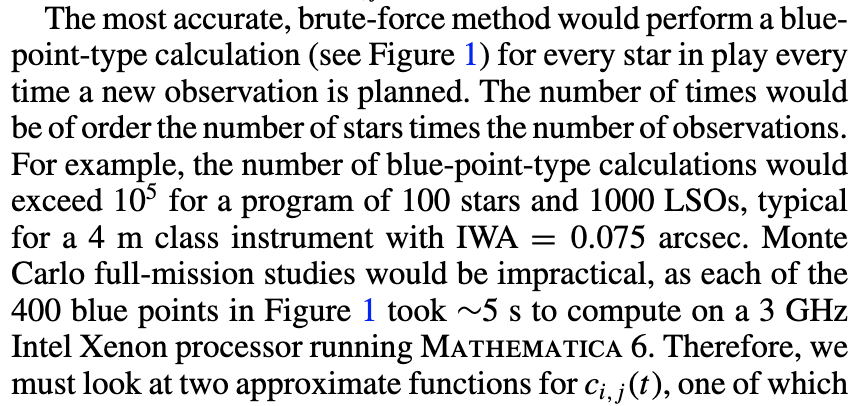 The most accurate, brute-force method would perform a blue-
point-type calculation (see Figure 1) for every star in play every
time a new observation is planned. The number of times would
be of order the number of stars times the number of observations.
For example, the number of blue-point-type calculations would
exceed 10⁵ for a program of 100 stars and 1000 LSOs, typical
for a 4 m class instrument with IWA = 0.075 arcsec. Monte
Carlo full-mission studies would be impractical, as each of the
400 blue points in Figure 1 took ∼5 s to compute on a 3 GHz
Intel Xenon processor running MATHEMATICA 6. Therefore, we
must look at two approximate functions for cᵢ,ⱼ(t), one of which